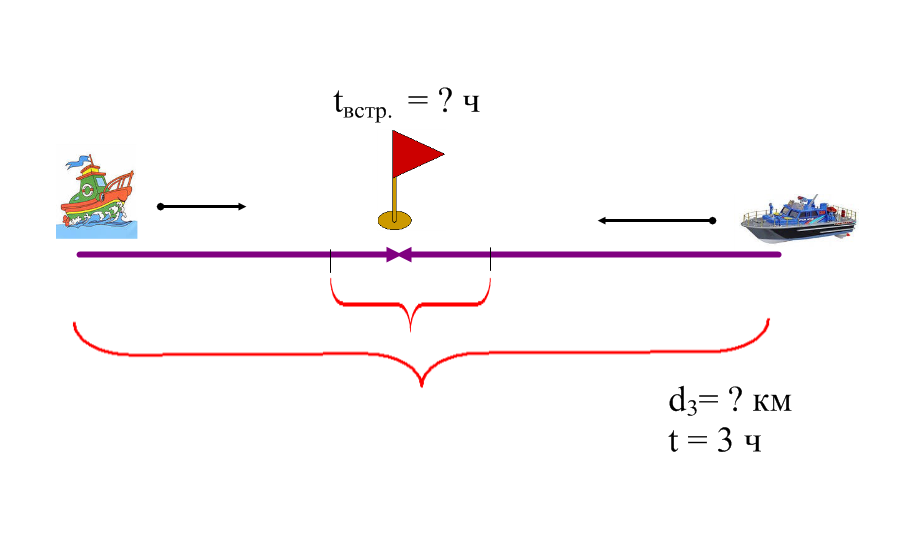 tвстр. = ? ч
d3= ? км
t = 3 ч